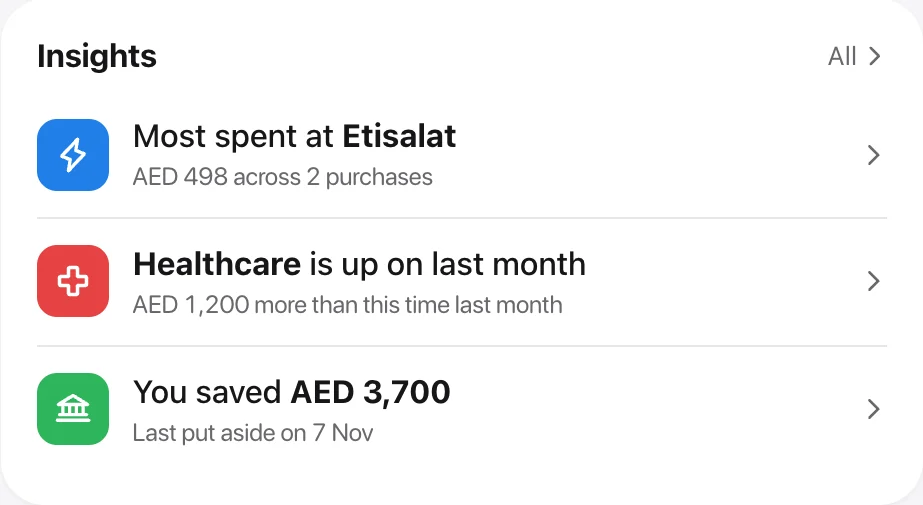 Insights
All
Most spent at Etisalat
AED 498 across 2 purchases
Healthcare is up on last month
AED 1,200 more than this time last month
You saved AED 3,700
Last put aside on 7 Nov